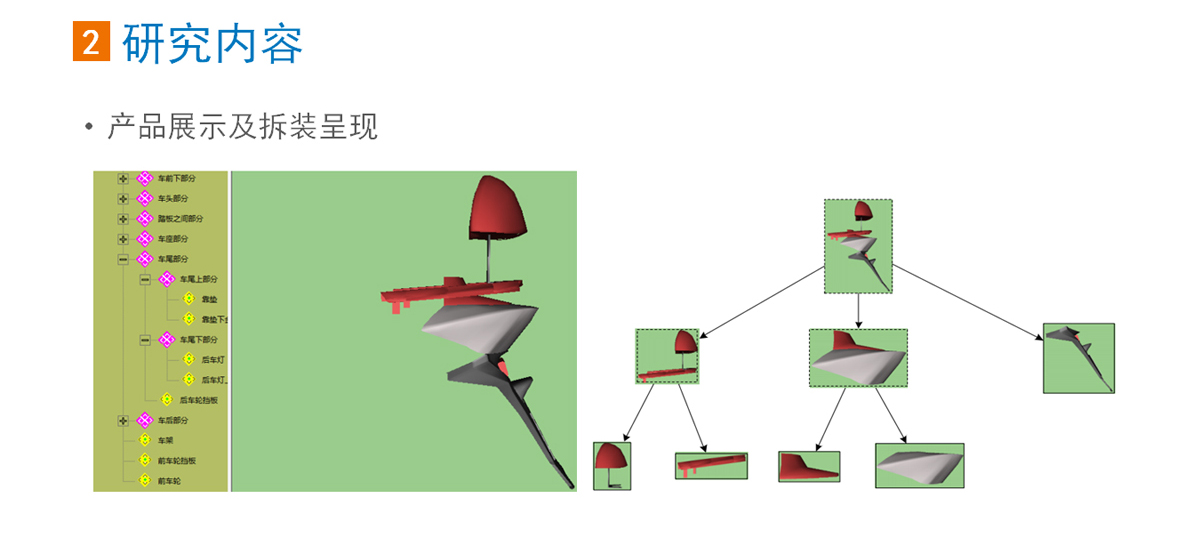 2 研究内容
• 产品展示及拆装呈现
车前下部分
车头部分
踏板之间部分
车座部分
车尾部分
车尾上部分
靠垫
靠垫下
车尾下部分
后车灯
后车灯
后车轮挡板
车后部分
车架
前车轮挡板
前车轮